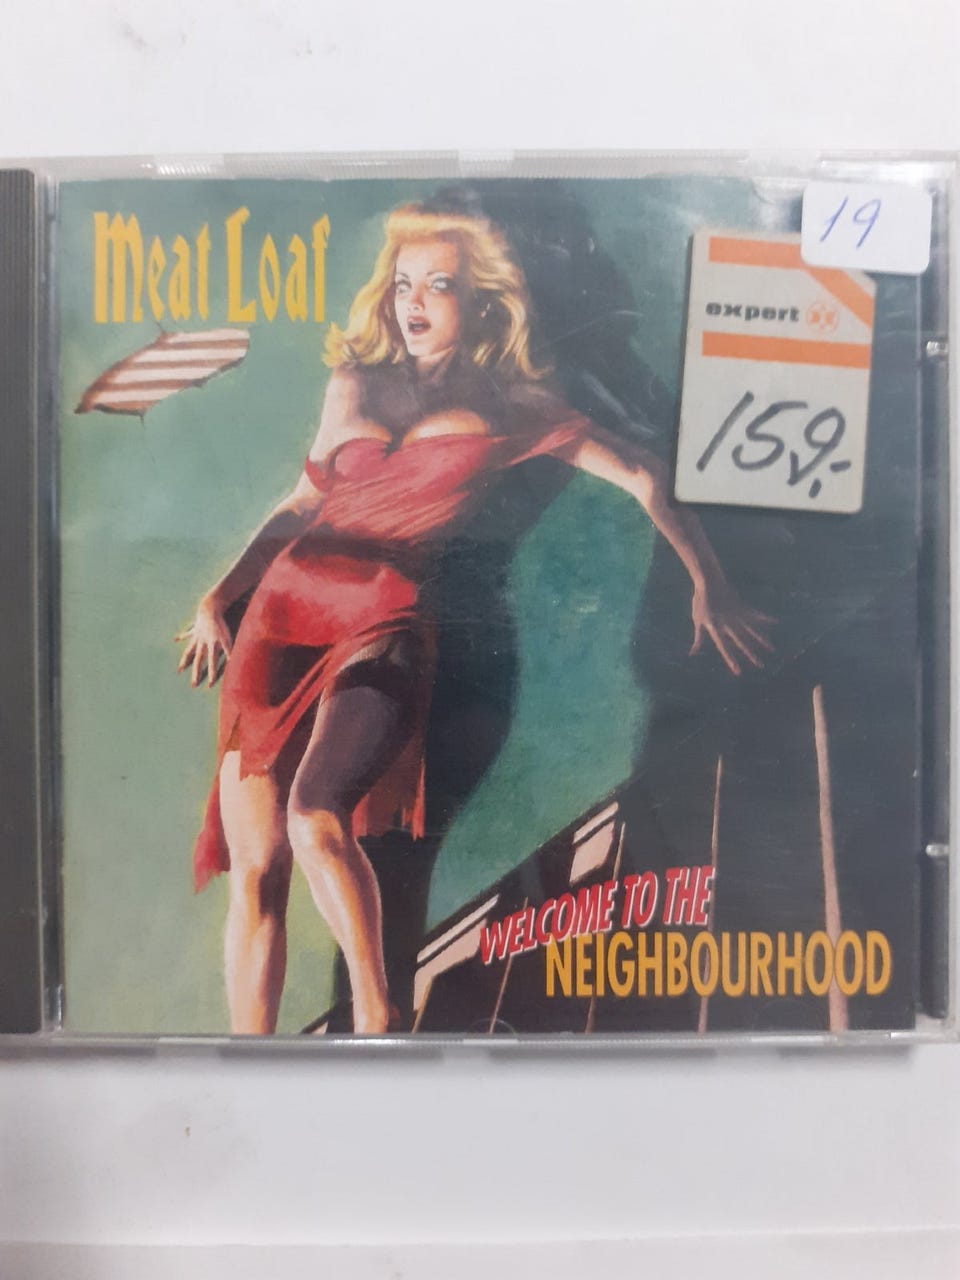 Meat Loaf
19
expert
159,-
WELCOME TO THE
NEIGHBOURHOOD